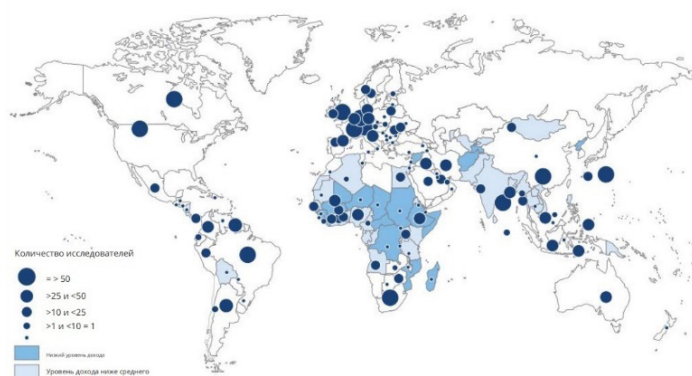 Количество исследователей
= > 50
>25 и <50
>10 и <25
>1 и <10 = 1
Низкий уровень дохода
Уровень дохода ниже среднего